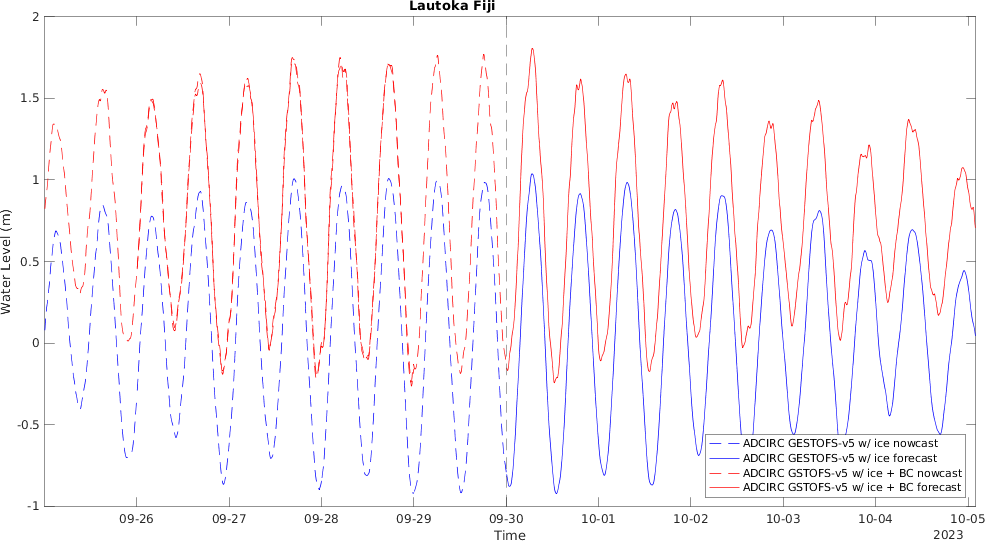 Lautoka Fiji
2
1.5
1
0.5
0
-0.5
-1
Water Level (m)
09-26
09-27
09-28
09-29
09-30
10-01
10-02
10-03
10-04
10-05
Time
2023
ADCIRC GESTOFS-v5 w/ ice nowcast
ADCIRC GESTOFS-v5 w/ ice forecast
ADCIRC GSTOFS-v5 w/ ice + BC nowcast
ADCIRC GSTOFS-v5 w/ ice + BC forecast